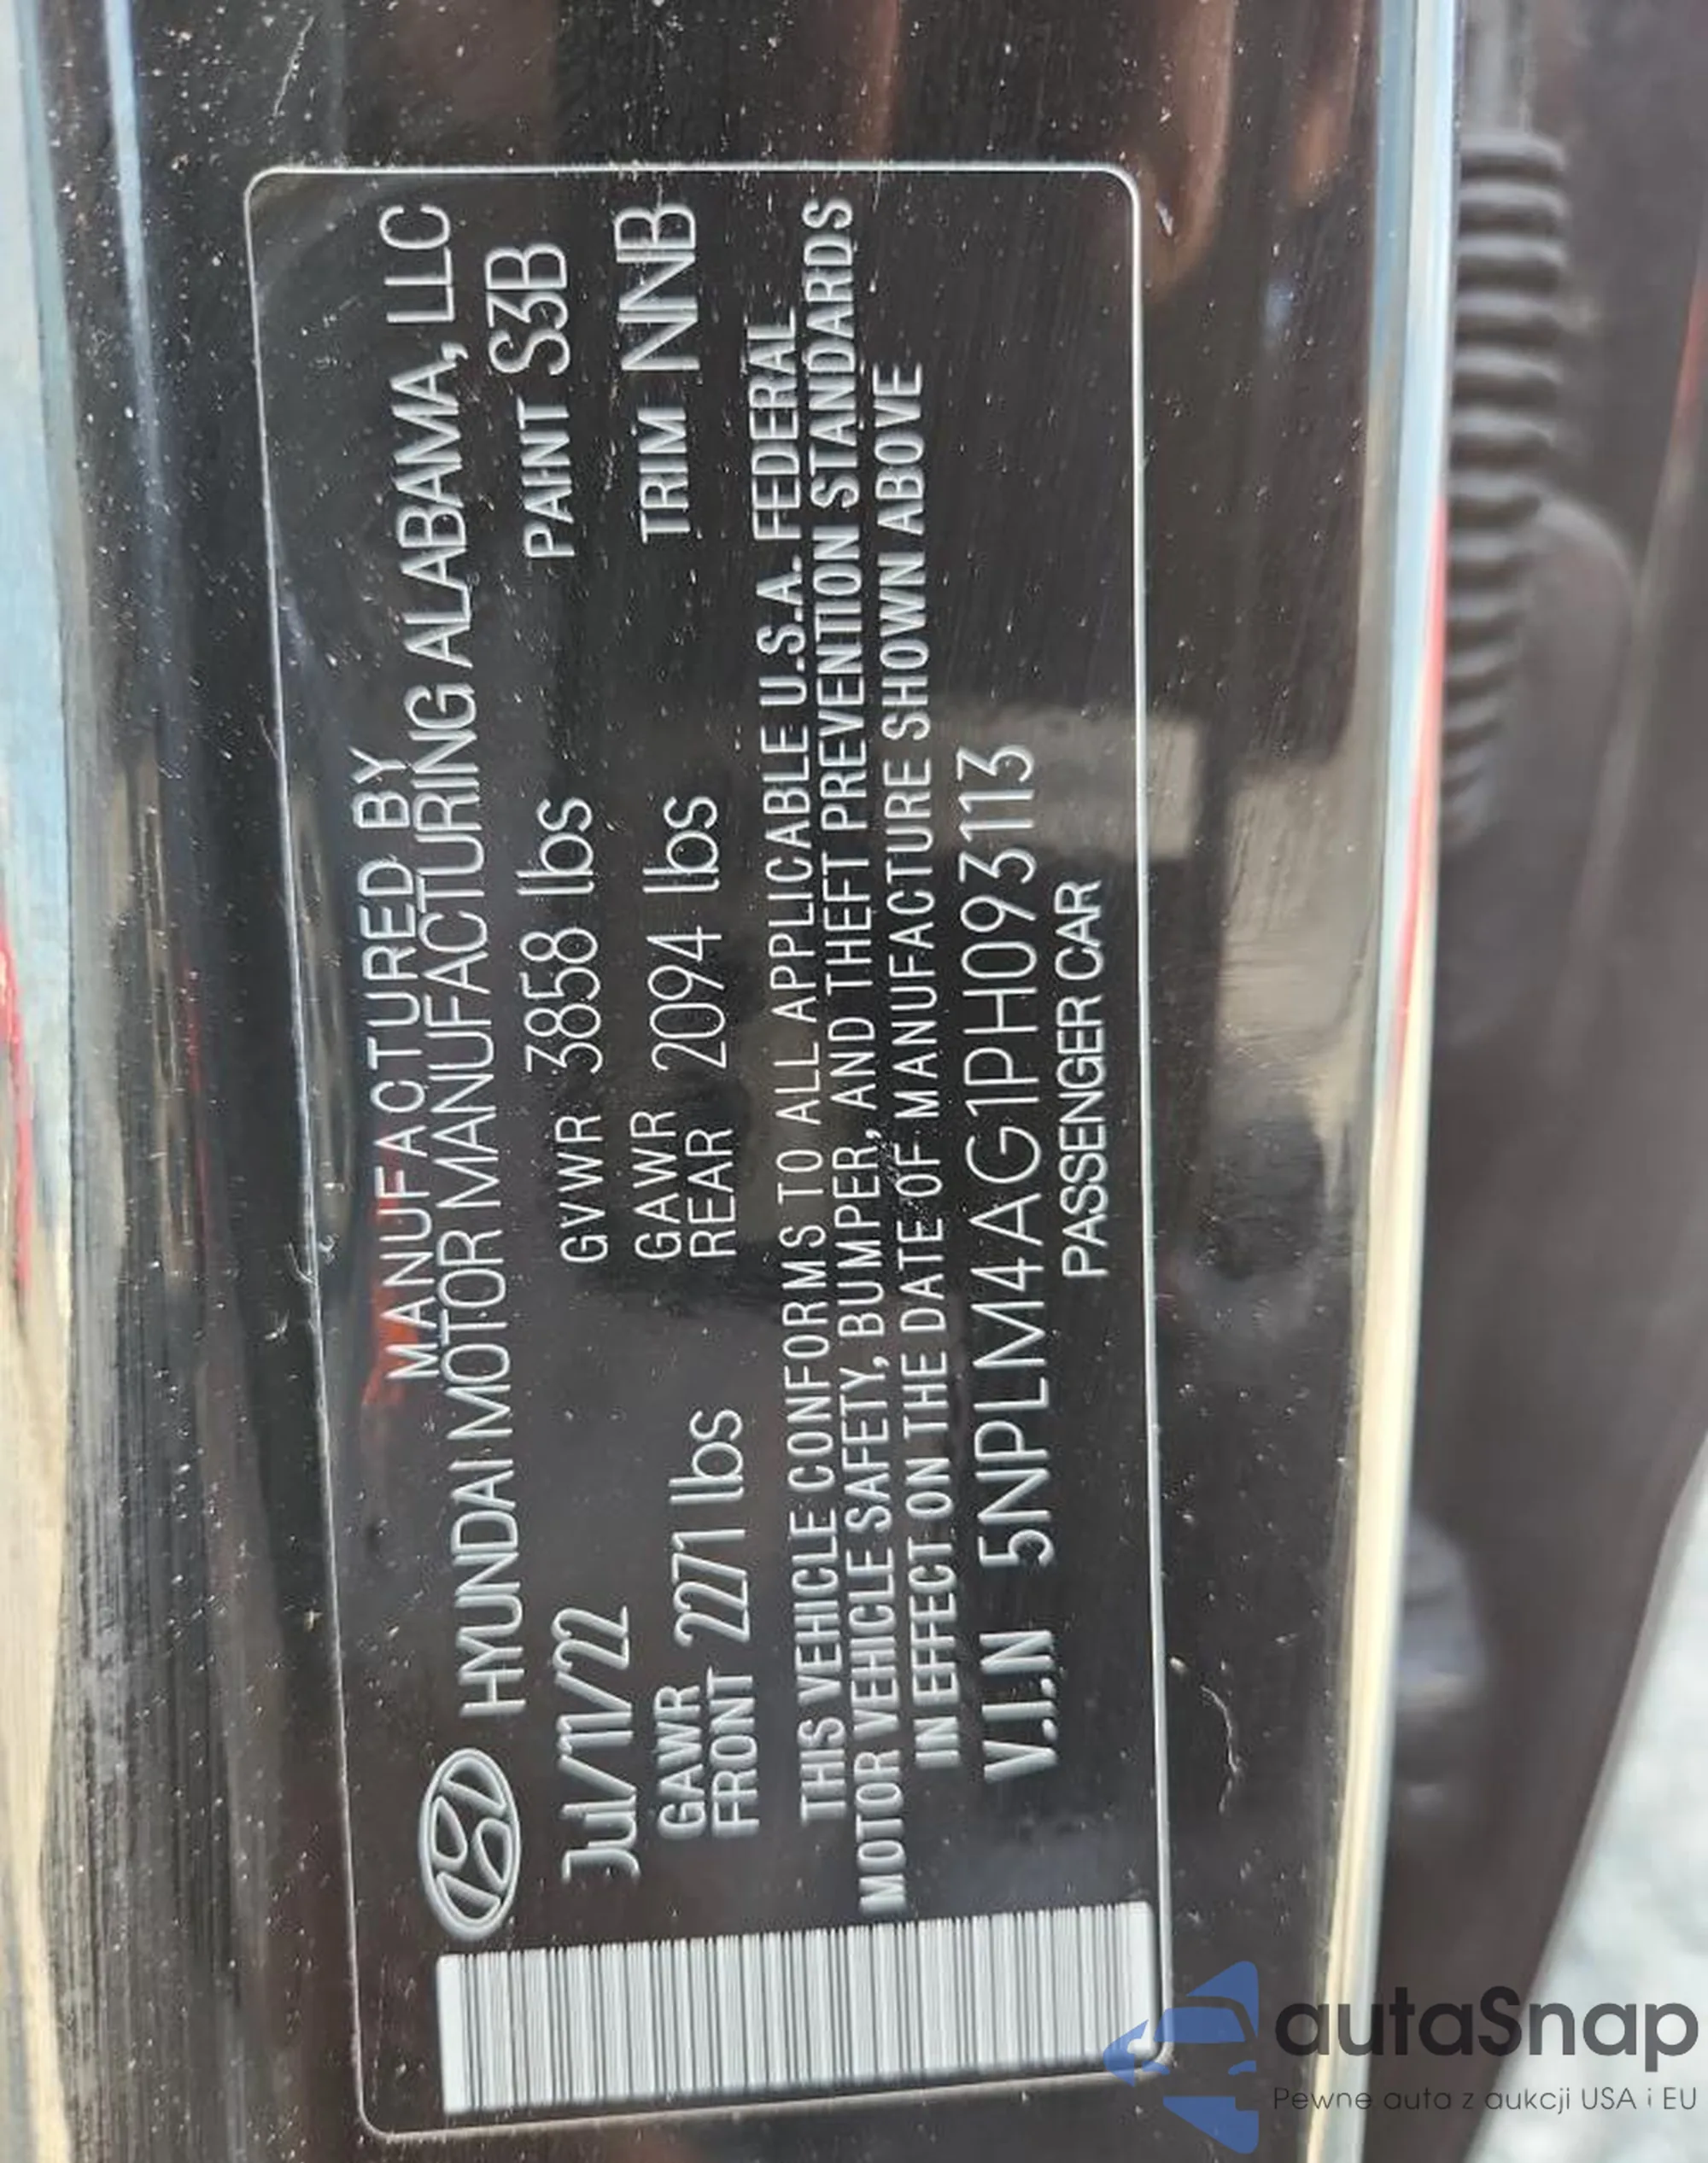 MANUFACTURED BY
HYUNDAI MOTOR MANUFACTURING ALABAMA, LLC
Jul/11/22 GVWR 3858 lbs PAINT S3B
GAWR FRONT 2271 lbs GAWR REAR 2094 lbs TRIM NNB
THIS VEHICLE CONFORMS TO ALL APPLICABLE U.S.A. FEDERAL
MOTOR VEHICLE SAFETY, BUMPER, AND THEFT PREVENTION STANDARDS
IN EFFECT ON THE DATE OF MANUFACTURE SHOWN ABOVE
V.I.N 5NPLM4AG1PH093113
PASSENGER CAR
autaSnap
Pewne auta z aukcji USA i EU